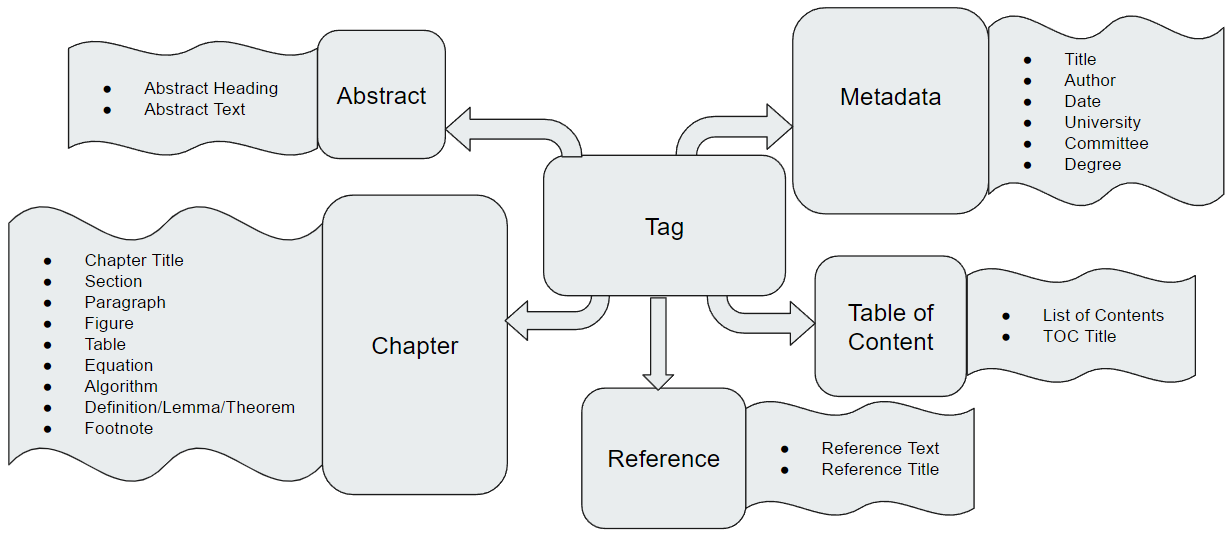 Abstract
● Abstract Heading
● Abstract Text
Metadata
● Title
● Author
● Date
● University
● Committee
● Degree
Tag
Chapter
● Chapter Title
● Section
● Paragraph
● Figure
● Table
● Equation
● Algorithm
● Definition/Lemma/Theorem
● Footnote
Table of
Content
● List of Contents
● TOC Title
Reference
● Reference Text
● Reference Title